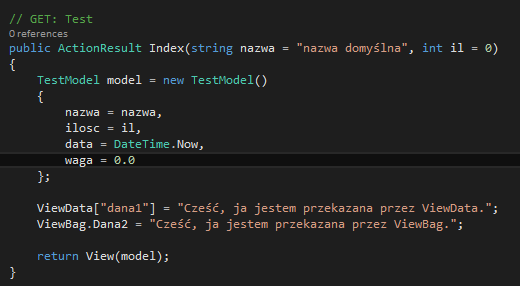 // GET: Test
0 references
public ActionResult Index(string nazwa = "nazwa domyślna", int il = 0)
{
TestModel model = new TestModel()
{
nazwa = nazwa,
ilosc = il,
data = DateTime.Now,
waga = 0.0
};
ViewData["dana1"] = "Cześć, ja jestem przekazana przez ViewData.";
ViewBag.Dana2 = "Cześć, ja jestem przekazana przez ViewBag.";
return View(model);
}